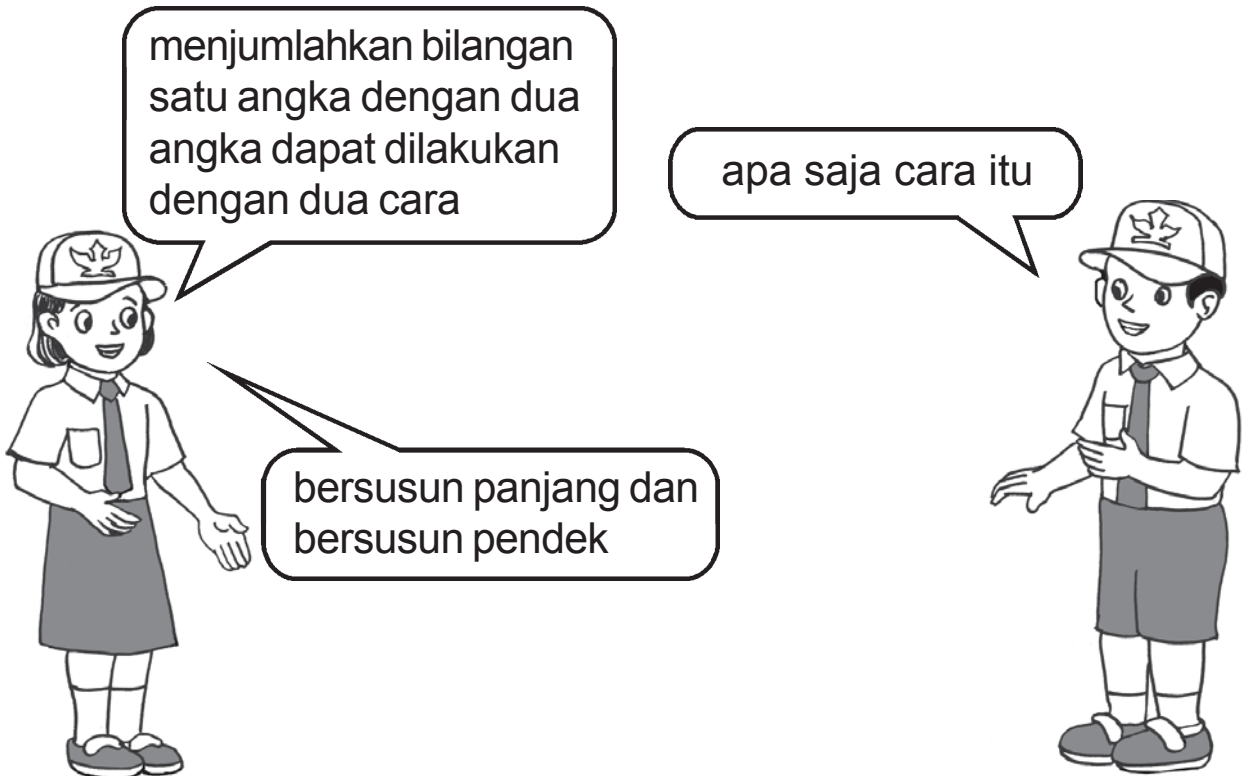 menjumlahkan bilangan
satu angka dengan dua
angka dapat dilakukan
dengan dua cara
apa saja cara itu
bersusun panjang dan
bersusun pendek